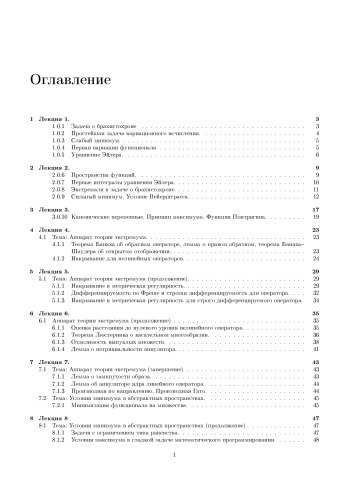 Оглавление
1 Лекция 1. 3
1.0.1 Задача о брахистохроне 3
1.0.2 Простейшая задача вариационного исчисления. 4
1.0.3 Слабый минимум. 5
1.0.4 Первая вариация функционала 5
1.0.5 Уравнение Эйлера. 6
2 Лекция 2. 9
2.0.6 Пространства функций. 9
2.0.7 Первые интегралы уравнения Эйлера. 10
2.0.8 Экстремали в задаче о брахистохроне. 11
2.0.9 Сильный минимум. Условие Вейерштрасса. 12
3 Лекция 3. 17
3.0.10 Канонические переменные. Принцип максимума. Функция Понтрягина. 19
4 Лекция 4. 23
4.1 Тема: Аппарат теории экстремума. 23
4.1.1 Теорема Банаха об обратном операторе, лемма о правом обратном, теорема Банаха–
Шаудера об открытом отображении. 23
4.1.2 Накрывание для нелинейных операторов. 24
5 Лекция 5. 29
5.1 Тема: Аппарат теории экстремума (продолжение). 29
5.1.1 Накрывание и метрическая регулярность. 29
5.1.2 Дифференцируемость по Фреше и строгая дифференцируемость для оператора. 32
5.1.3 Накрывание и метрическая регулярность для строго дифференцируемого оператора. 34
6 Лекция 6. 35
6.1 Аппарат теории экстремума (продолжение) 35
6.1.1 Оценка расстояния до нулевого уровня нелинейного оператора. 35
6.1.2 Теорема Люстерника о касательном многообразии. 36
6.1.3 Отделимость выпуклых множеств. 38
6.1.4 Лемма о нетривиальности аннулятора. 41
7 Лекция 7. 43
7.1 Тема: Аппарат теории экстремума (завершение) 43
7.1.1 Лемма о замкнутости образа. 43
7.1.2 Лемма об аннуляторе ядра линейного оператора. 44
7.1.3 Производная по направлению. Производная Гато. 44
7.2 Тема: Условия минимума в абстрактных пространствах. 45
7.2.1 Минимизация функционала на множестве. 45
8 Лекция 8 47
8.1 Тема: Условия минимума в абстрактных пространствах (продолжение) 47
8.1.1 Задачи с ограничением типа равенства. 47
8.1.2 Условия максимума в гладкой задаче математического программирования. 48
1